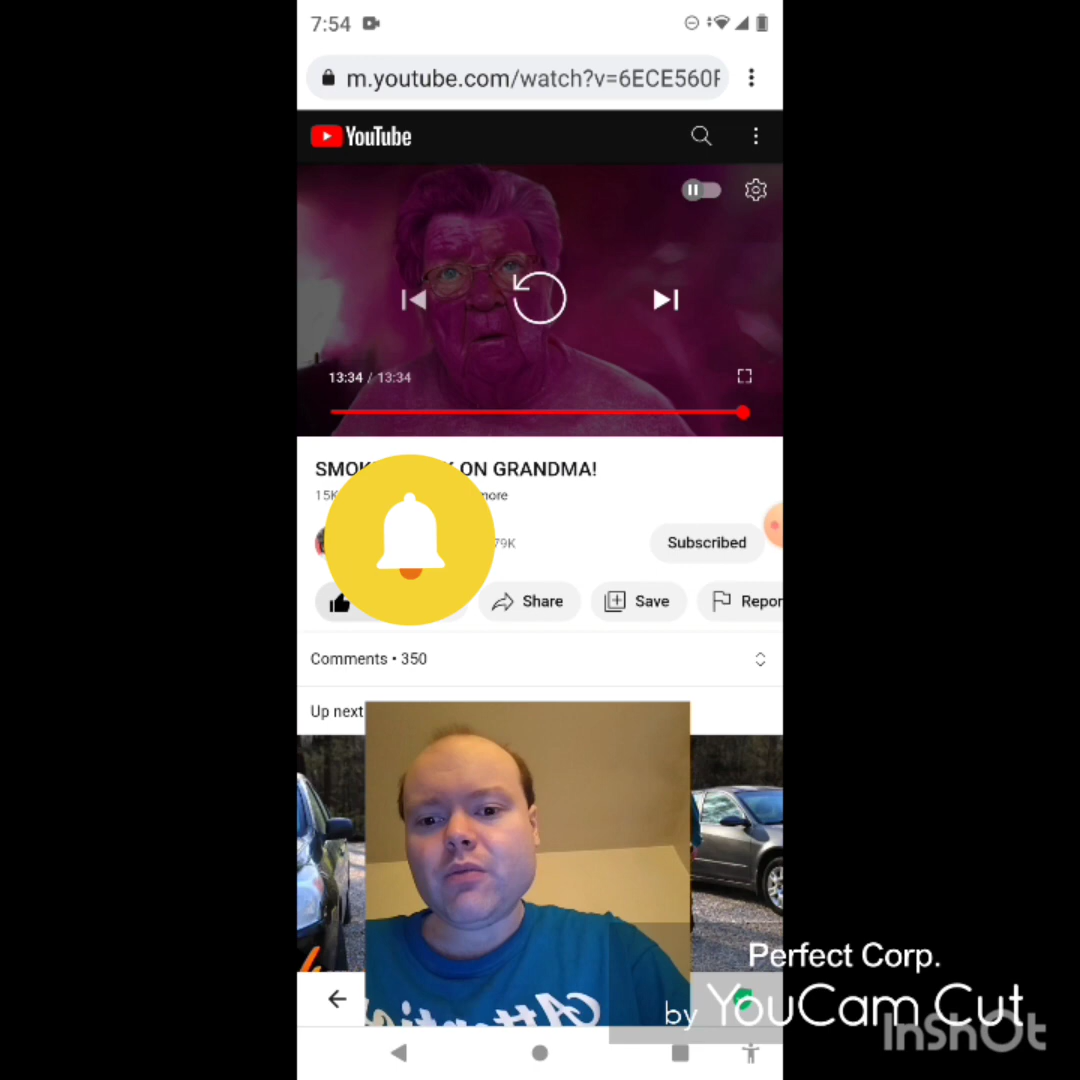 7:54
m.youtube.com/watch?v=6ECE560F
YouTube
13:34 / 13:34
ON GRANDMA!
15K
more
79K
Subscribed
Share
Save
Repor
Comments • 350
Up next
Perfect Corp.
by YouCam Cut
InShOt